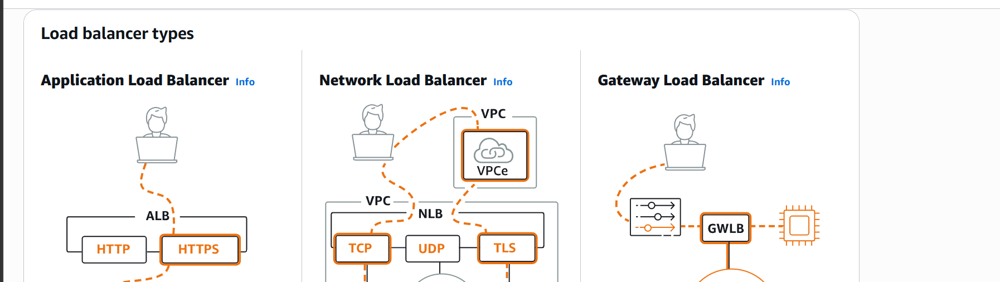 Load balancer types
Application Load Balancer Info
ALB
HTTP
HTTPS
Network Load Balancer Info
VPC
VPCe
VPC
NLB
TCP
UDP
TLS
Gateway Load Balancer Info
GWLB